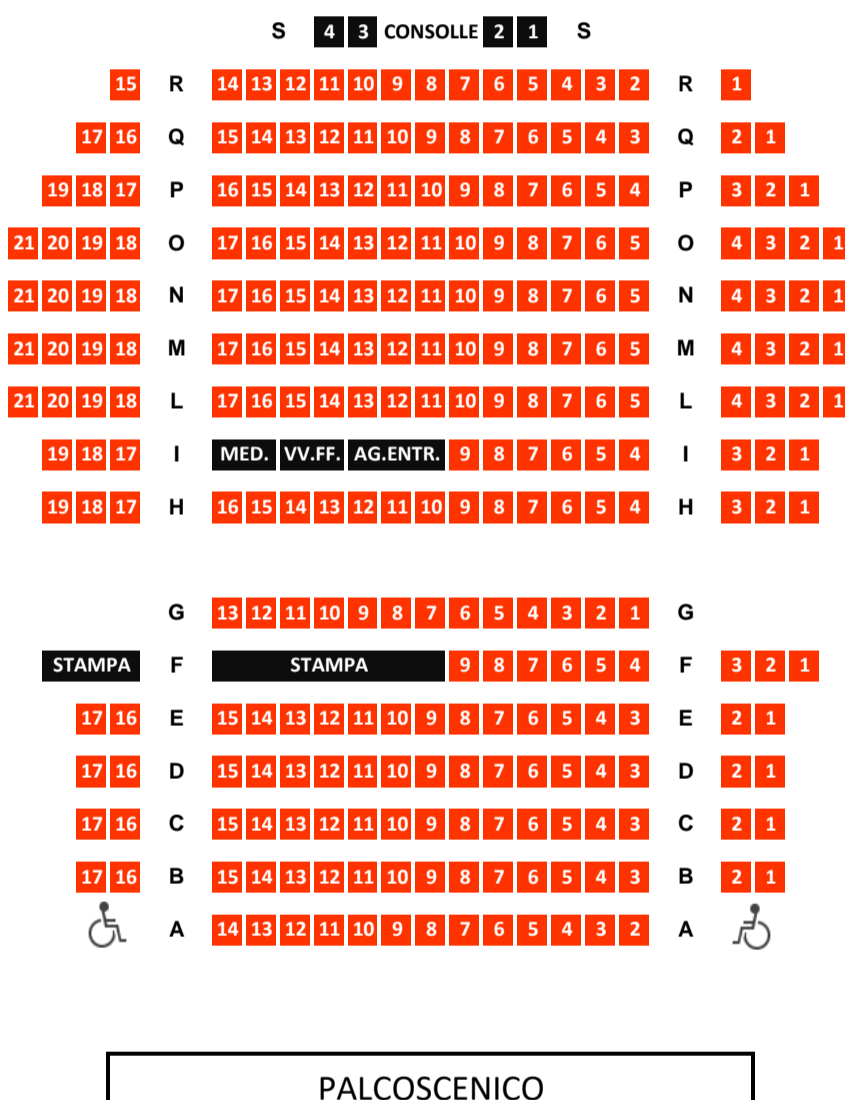 S 4 3 CONSOLLE 2 1 S
15 R 14 13 12 11 10 9 8 7 6 5 4 3 2 R 1
17 16 Q 15 14 13 12 11 10 9 8 7 6 5 4 3 Q 2 1
19 18 17 P 16 15 14 13 12 11 10 9 8 7 6 5 4 P 3 2 1
21 20 19 18 O 17 16 15 14 13 12 11 10 9 8 7 6 5 O 4 3 2 1
21 20 19 18 N 17 16 15 14 13 12 11 10 9 8 7 6 5 N 4 3 2 1
21 20 19 18 M 17 16 15 14 13 12 11 10 9 8 7 6 5 M 4 3 2 1
21 20 19 18 L 17 16 15 14 13 12 11 10 9 8 7 6 5 L 4 3 2 1
19 18 17 I MED. VV.FF. AG.ENTR. 9 8 7 6 5 4 I 3 2 1
19 18 17 H 16 15 14 13 12 11 10 9 8 7 6 5 4 H 3 2 1
G 13 12 11 10 9 8 7 6 5 4 3 2 1 G
STAMPA F STAMPA 9 8 7 6 5 4 F 3 2 1
17 16 E 15 14 13 12 11 10 9 8 7 6 5 4 3 E 2 1
17 16 D 15 14 13 12 11 10 9 8 7 6 5 4 3 D 2 1
17 16 C 15 14 13 12 11 10 9 8 7 6 5 4 3 C 2 1
17 16 B 15 14 13 12 11 10 9 8 7 6 5 4 3 B 2 1
A 14 13 12 11 10 9 8 7 6 5 4 3 2 A
PALCOSCENICO